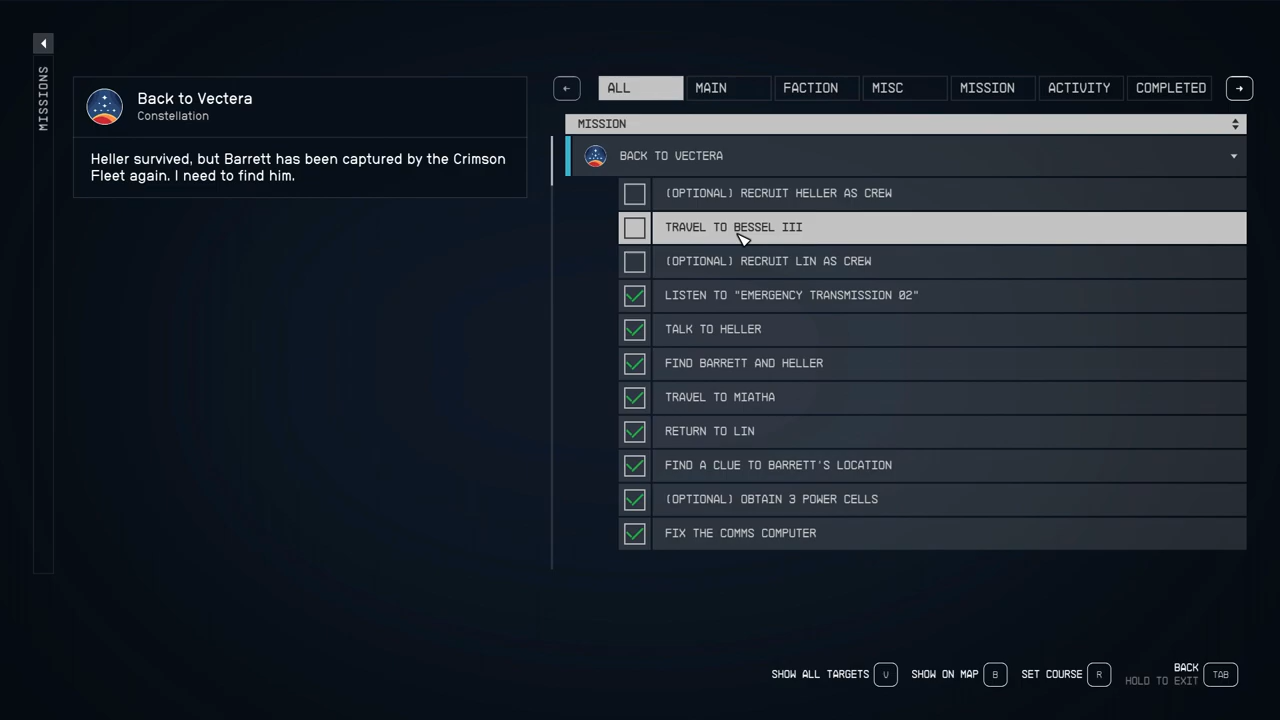 MISSIONS
Back to Vectera
Constellation
Heller survived, but Barrett has been captured by the Crimson
Fleet again. I need to find him.
ALL MAIN FACTION MISC MISSION ACTIVITY COMPLETED
MISSION
BACK TO VECTERA
(OPTIONAL) RECRUIT HELLER AS CREW
TRAVEL TO BESSEL III
(OPTIONAL) RECRUIT LIN AS CREW
LISTEN TO "EMERGENCY TRANSMISSION 02"
TALK TO HELLER
FIND BARRETT AND HELLER
TRAVEL TO MIATHA
RETURN TO LIN
FIND A CLUE TO BARRETT'S LOCATION
(OPTIONAL) OBTAIN 3 POWER CELLS
FIX THE COMMS COMPUTER
SHOW ALL TARGETS V SHOW ON MAP B SET COURSE R BACK TAB
HOLD TO EXIT